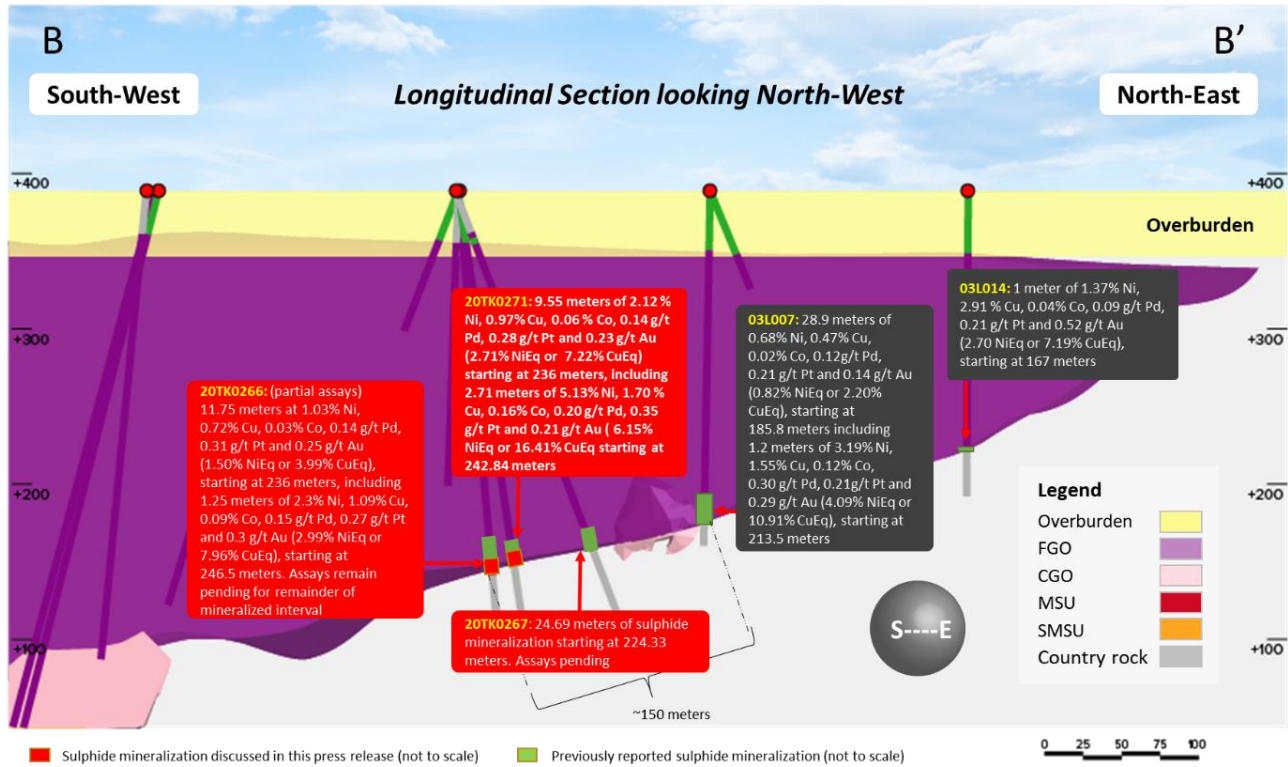 B
B’
South-West
Longitudinal Section looking North-West
North-East
+400
+400
Overburden
+300
+300
+200
+200
+100
+100
20TK0266: (partial assays)
11.75 meters at 1.03% Ni,
0.72% Cu, 0.03% Co, 0.14 g/t Pd,
0.31 g/t Pt and 0.25 g/t Au
(1.50% NiEq or 3.99% CuEq),
starting at 236 meters, including
1.25 meters of 2.3% Ni, 1.09% Cu,
0.09% Co, 0.15 g/t Pd, 0.27 g/t Pt
and 0.3 g/t Au (2.99% NiEq or
7.96% CuEq), starting at
246.5 meters. Assays remain
pending for remainder of
mineralized interval
20TK0271: 9.55 meters of 2.12 %
Ni, 0.97% Cu, 0.06 % Co, 0.14 g/t
Pd, 0.28 g/t Pt and 0.23 g/t Au
(2.71% NiEq or 7.22% CuEq)
starting at 236 meters, including
2.71 meters of 5.13% Ni, 1.70 %
Cu, 0.16% Co, 0.20 g/t Pd, 0.35
g/t Pt and 0.21 g/t Au ( 6.15%
NiEq or 16.41% CuEq starting at
242.84 meters
20TK0267: 24.69 meters of sulphide
mineralization starting at 224.33
meters. Assays pending
03L007: 28.9 meters of
0.68% Ni, 0.47% Cu,
0.02% Co, 0.12g/t Pd,
0.21 g/t Pt and 0.14 g/t Au
(0.82% NiEq or 2.20%
CuEq), starting at
185.8 meters including
1.2 meters of 3.19% Ni,
1.55% Cu, 0.12% Co,
0.30 g/t Pd, 0.21g/t Pt and
0.29 g/t Au (4.09% NiEq or
10.91% CuEq), starting at
213.5 meters
03L014: 1 meter of 1.37% Ni,
2.91 % Cu, 0.04% Co, 0.09 g/t Pd,
0.21 g/t Pt and 0.52 g/t Au
(2.70 NiEq or 7.19% CuEq),
starting at 167 meters
~150 meters
S----E
Legend
Overburden
FGO
CGO
MSU
SMSU
Country rock
Sulphide mineralization discussed in this press release (not to scale)
Previously reported sulphide mineralization (not to scale)
0 25 50 75 100